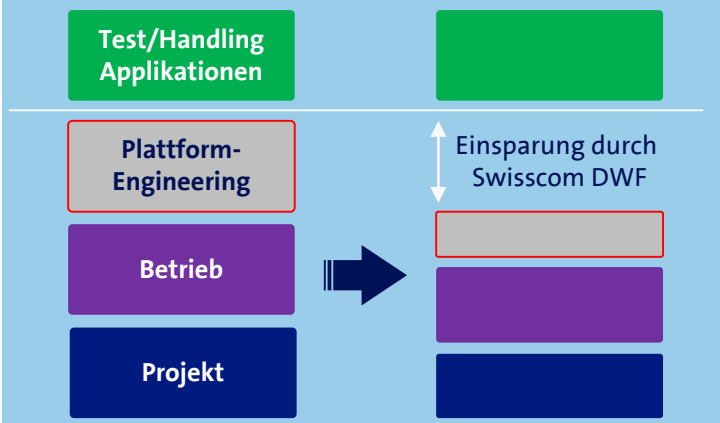 Test/Handling
Applikationen
Plattform-
Engineering
Einsparung durch
Swisscom DWF
Betrieb
Projekt